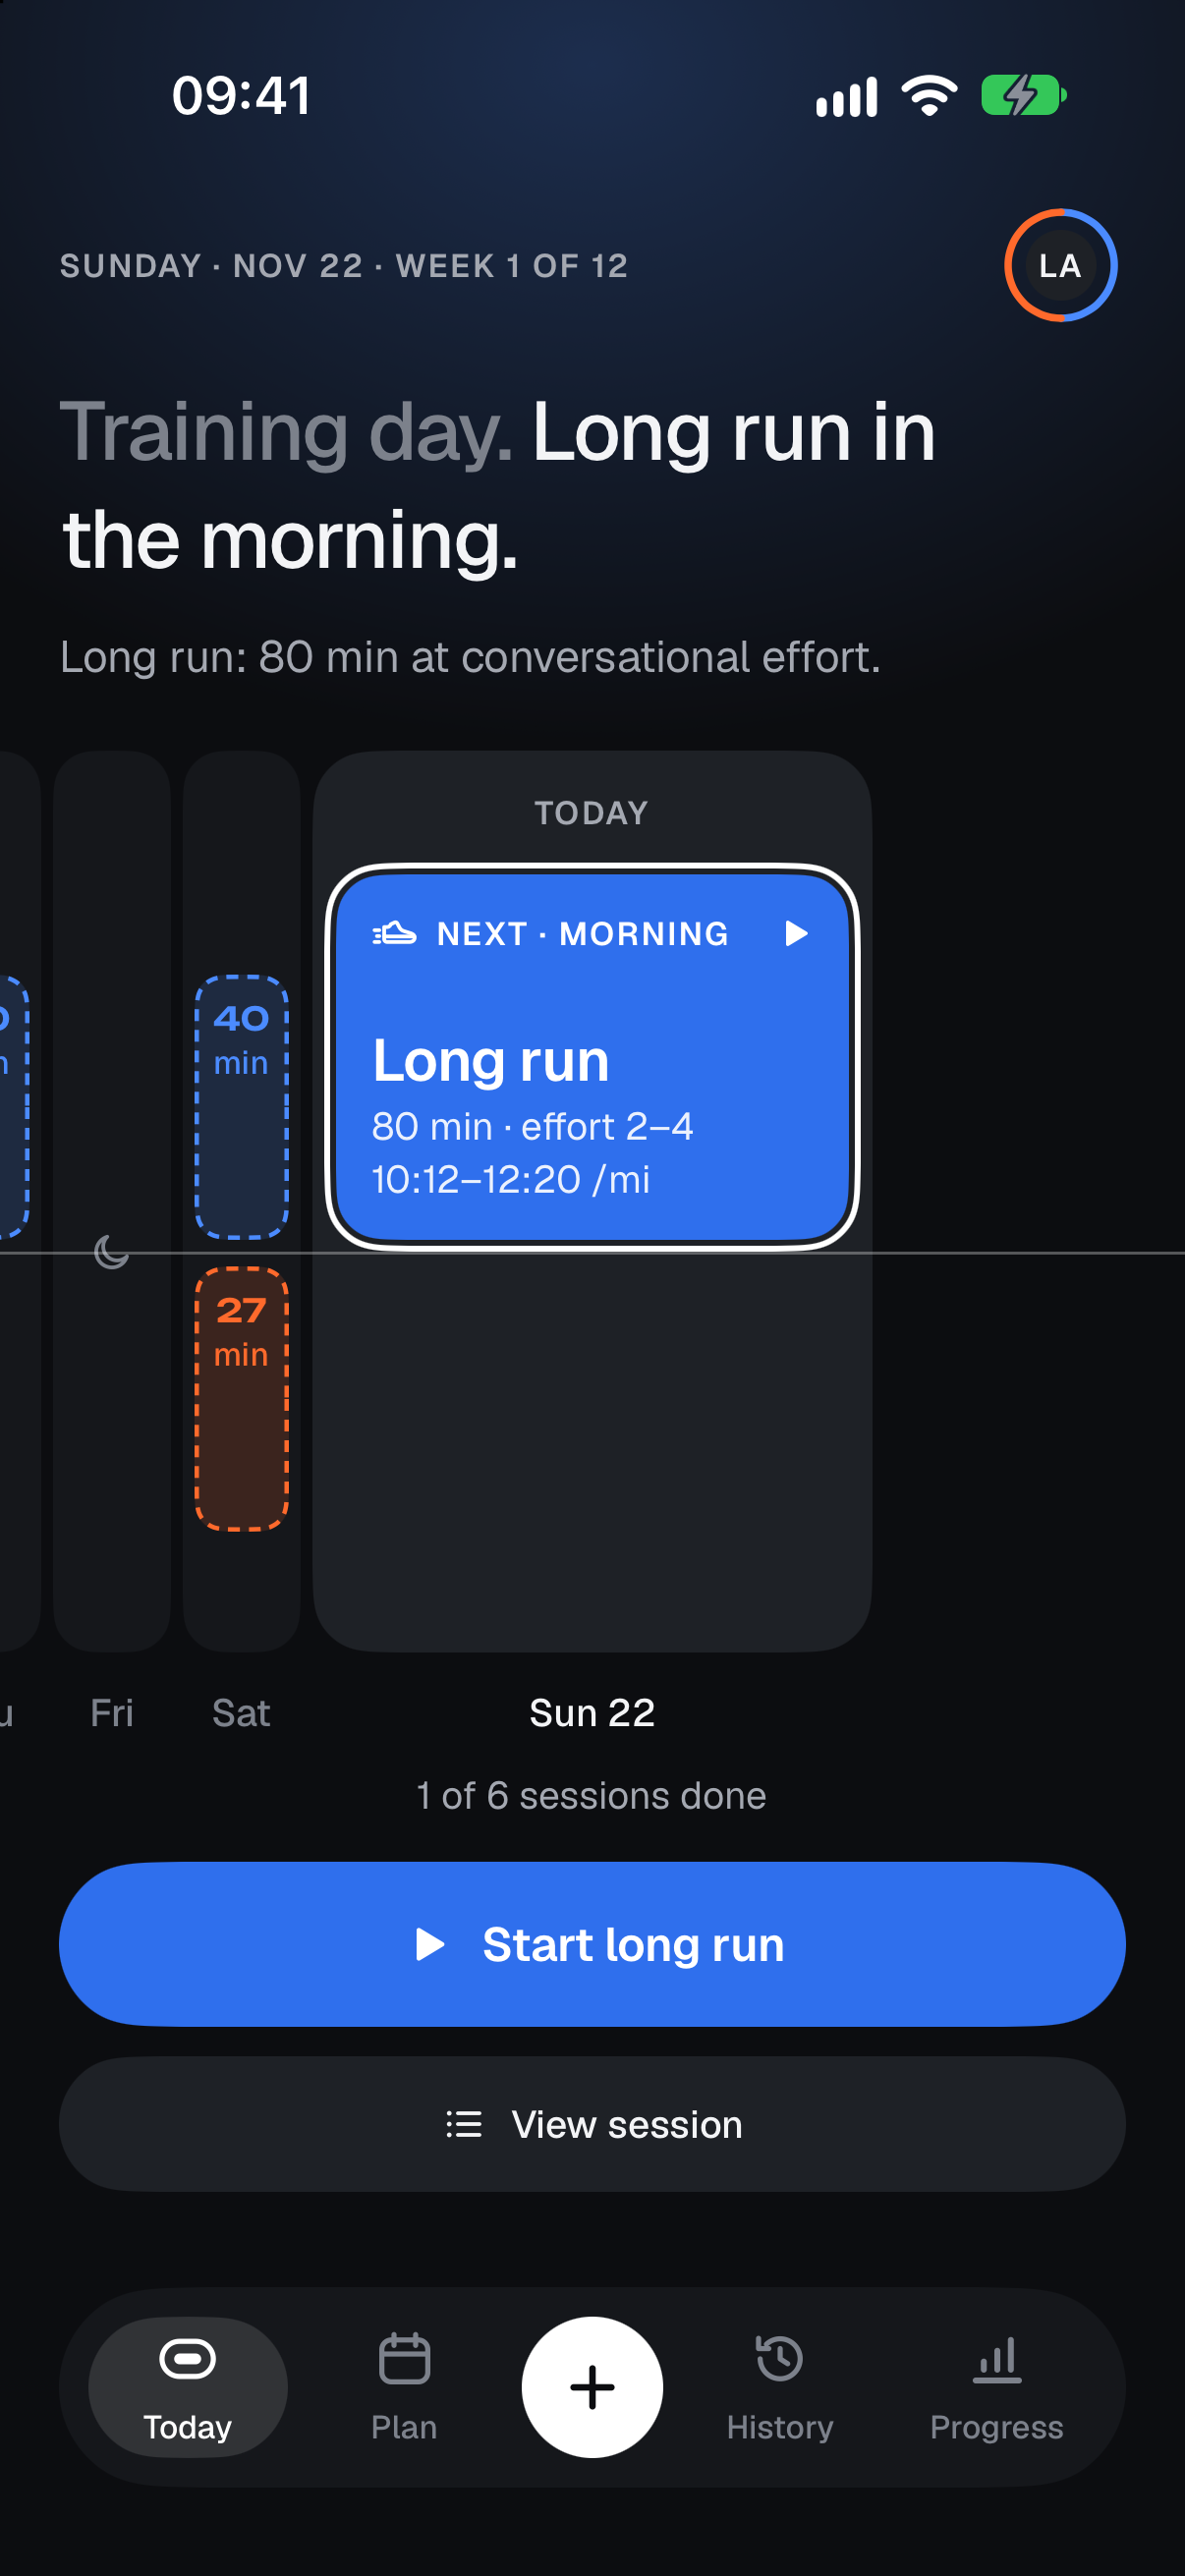 09:41
SUNDAY · NOV 22 · WEEK 1 OF 12
LA
Training day. Long run in
the morning.
Long run: 80 min at conversational effort.
TODAY
NEXT · MORNING
Long run
80 min · effort 2–4
10:12–12:20 /mi
40
min
27
min
Fri
Sat
Sun 22
1 of 6 sessions done
Start long run
View session
Today
Plan
History
Progress